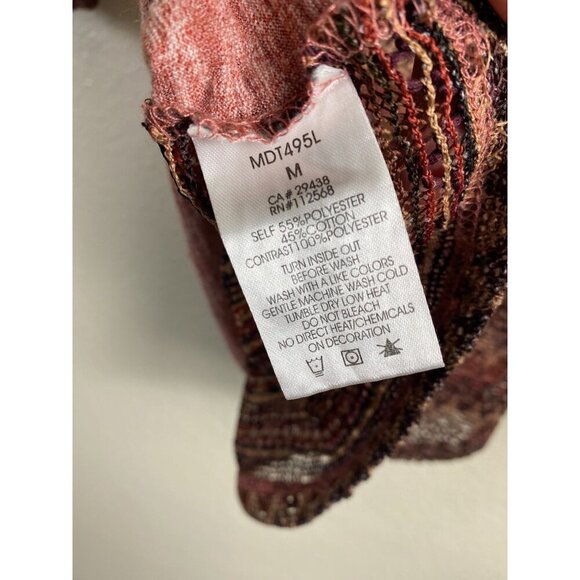 MDT495L
M
CA# 29438
RN#112568
SELF 55%POLYESTER
45%COTTON
CONTRAST100%POLYESTER
TURN INSIDE OUT
BEFORE WASH
WASH WITH A LIKE COLORS
GENTLE MACHINE WASH COLD
TUMBLE DRY LOW HEAT
DO NOT BLEACH
NO DIRECT HEAT/CHEMICALS
ON DECORATION